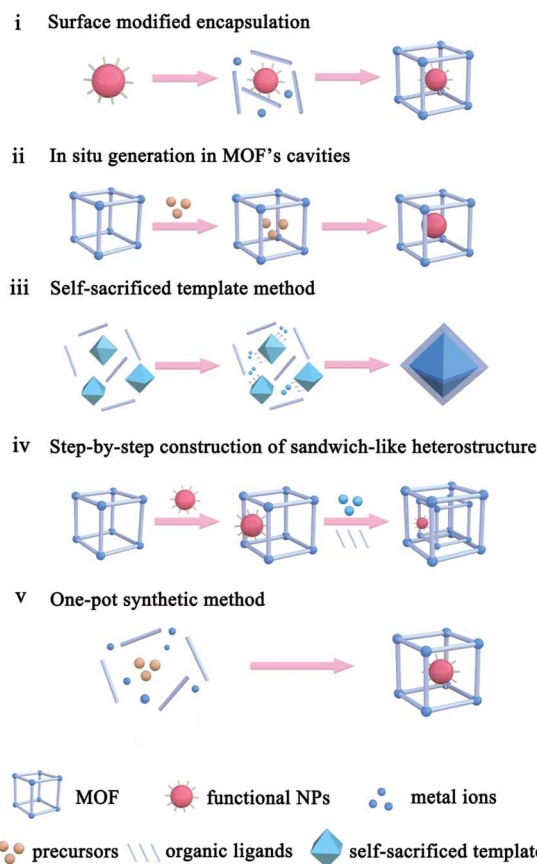 i Surface modified encapsulation
ii In situ generation in MOF's cavities
iii Self-sacrificed template method
iv Step-by-step construction of sandwich-like heterostructure
v One-pot synthetic method
MOF functional NPs metal ions
precursors organic ligands self-sacrificed template